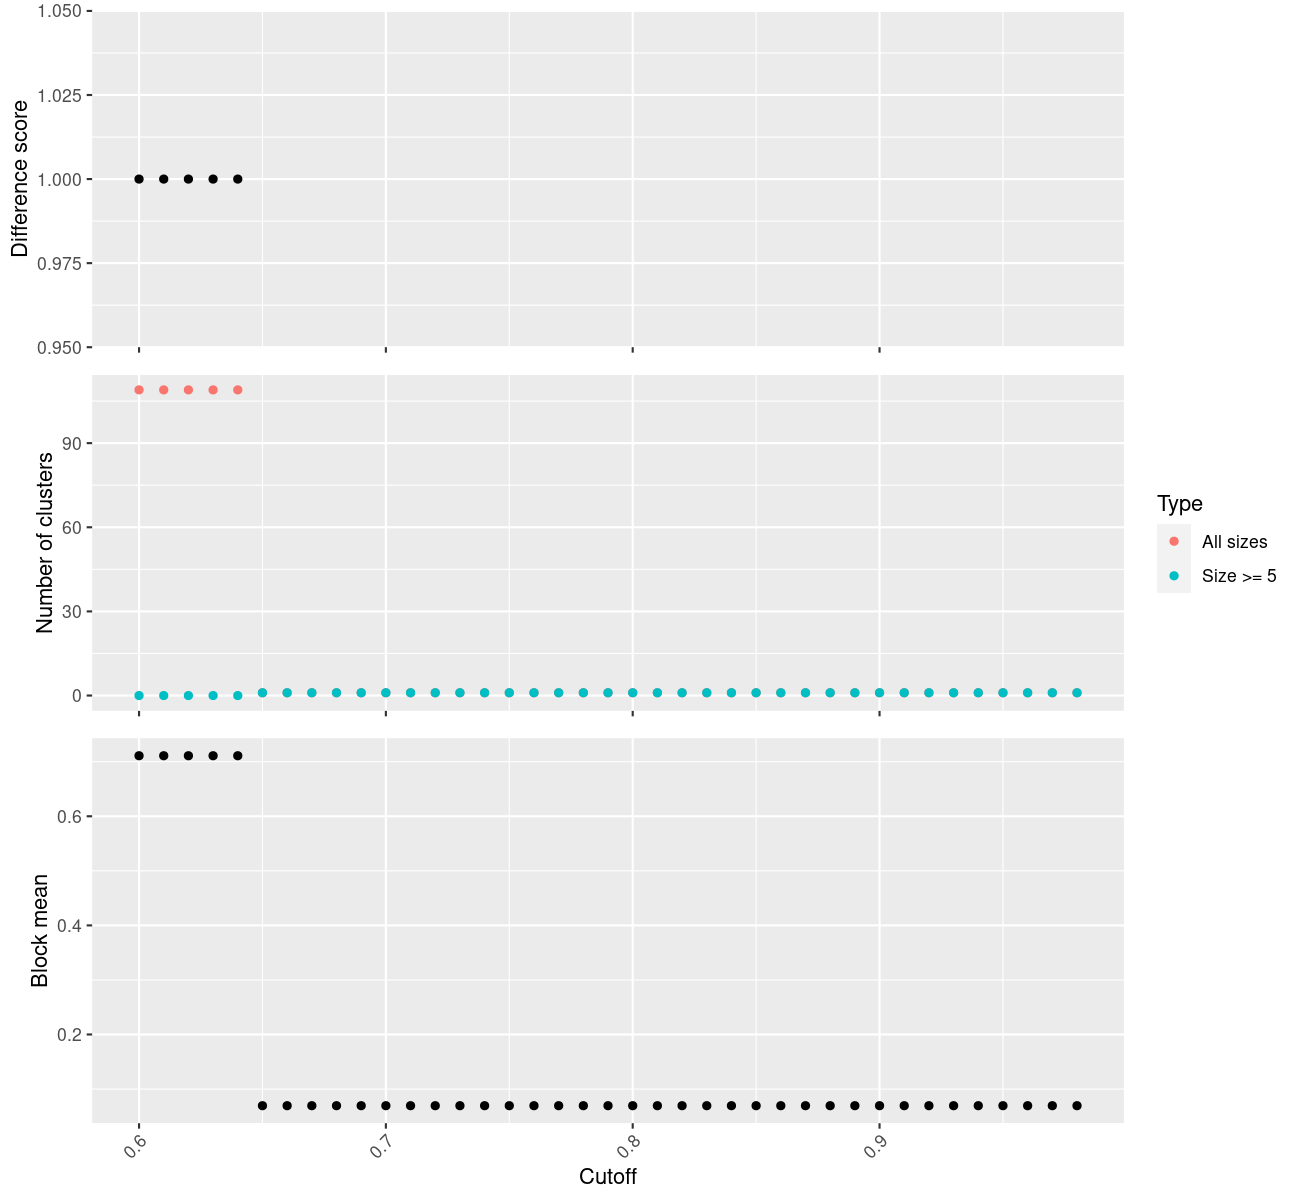 Difference score
1.050
1.025
1.000
0.975
0.950
Number of clusters
90
60
30
0
Type
All sizes
Size >= 5
Block mean
0.6
0.4
0.2
0.6
0.7
0.8
0.9
Cutoff